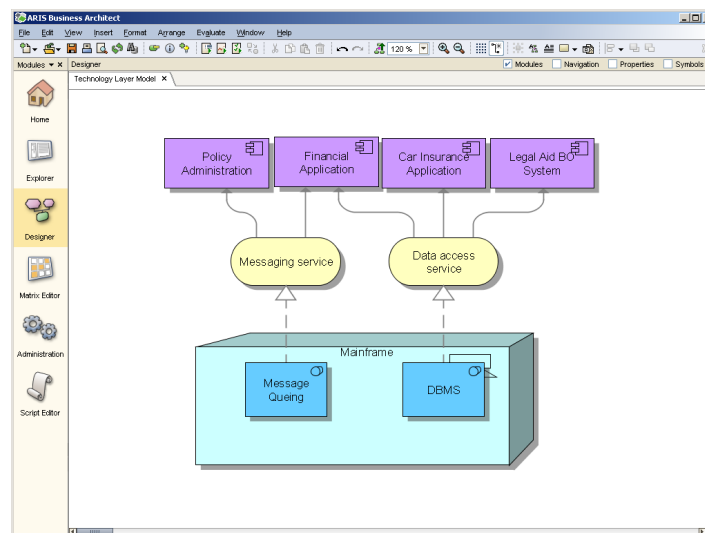 ARIS Business Architect
File Edit View Insert Format Arrange Evaluate Window Help
120 %
Modules Designer Modules Navigation Properties Symbols
Technology Layer Model
Home
Explorer
Designer
Matrix Editor
Administration
Script Editor
Policy
Administration
Financial
Application
Car Insurance
Application
Legal Aid BO
System
Messaging service
Data access
service
Mainframe
Message
Queing
DBMS